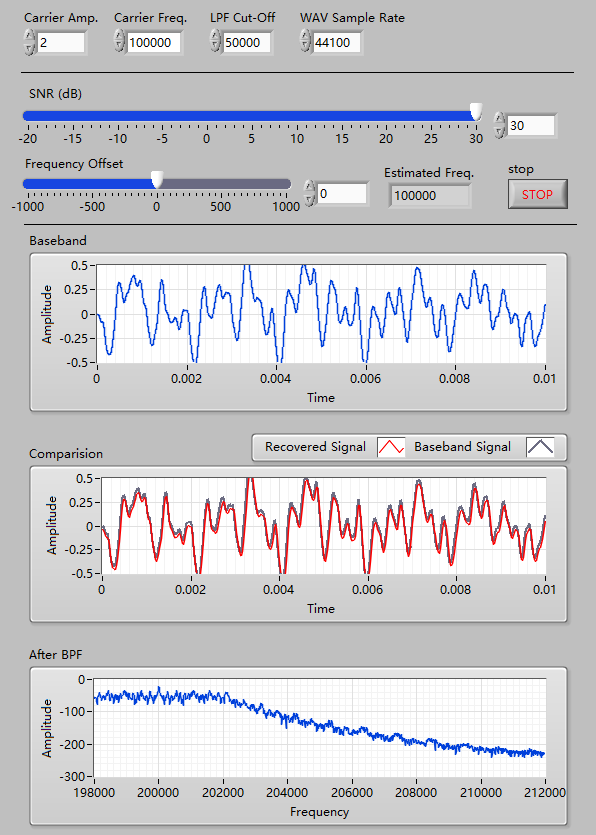 Carrier Amp. Carrier Freq. LPF Cut-Off WAV Sample Rate
2 100000 50000 44100
SNR (dB)
-20 -15 -10 -5 0 5 10 15 20 25 30
30
Frequency Offset
-1000 -500 0 500 1000
0
Estimated Freq.
100000
stop
STOP
Baseband
Amplitude
0.5
0.25
0
-0.25
-0.5
0 0.002 0.004 0.006 0.008 0.01
Time
Recovered Signal Baseband Signal
Comparision
Amplitude
0.5
0.25
0
-0.25
-0.5
0 0.002 0.004 0.006 0.008 0.01
Time
After BPF
Amplitude
0
-100
-200
-300
198000 200000 202000 204000 206000 208000 210000 212000
Frequency